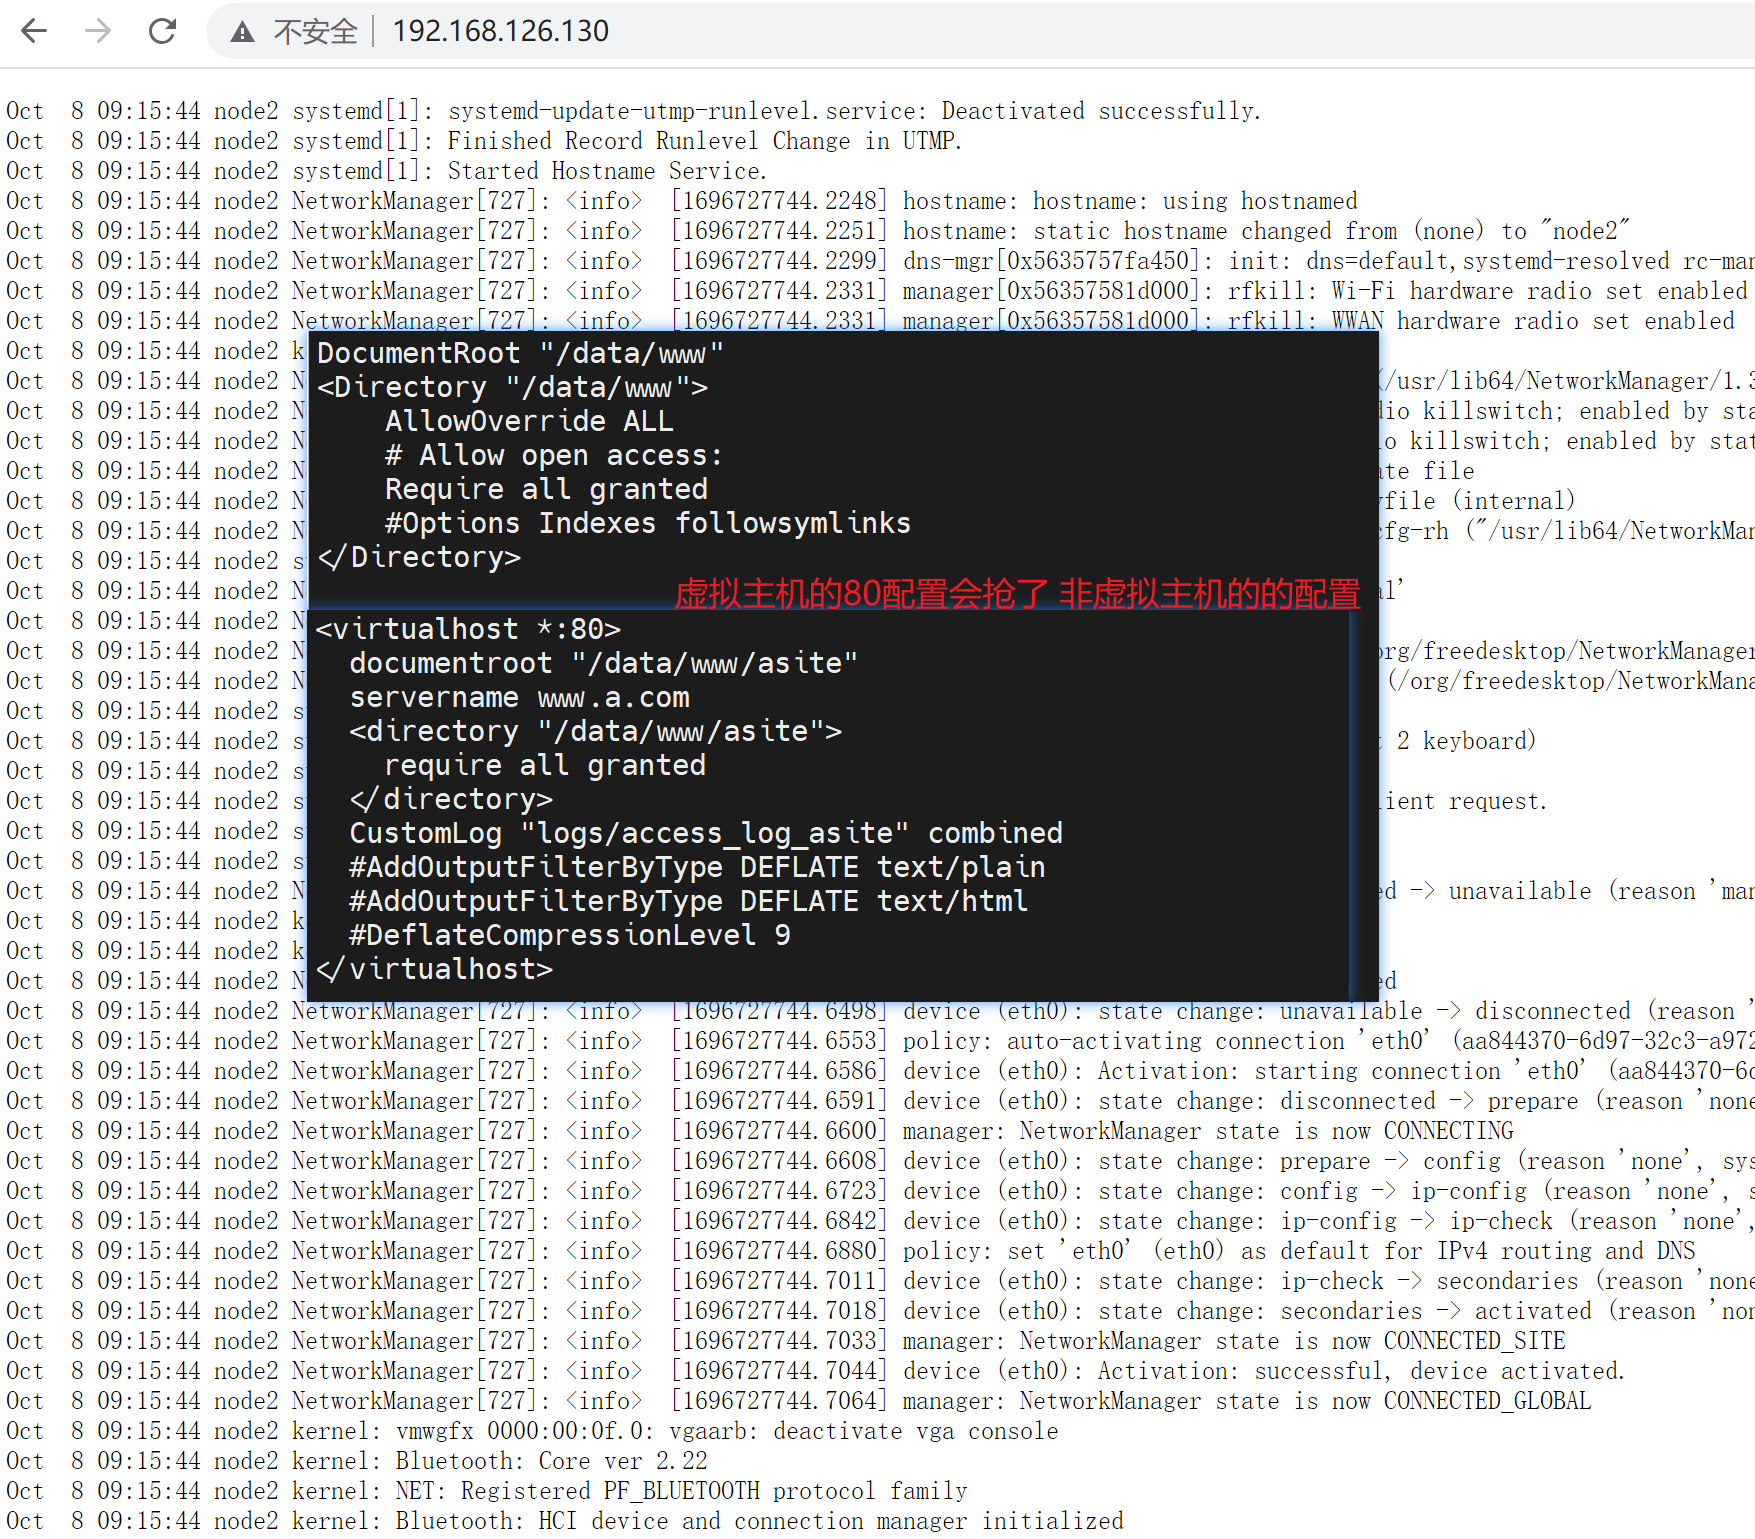 不安全 192.168.126.130
Oct  8 09:15:44 node2 systemd[1]: systemd-update-utmp-runlevel.service: Deactivated successfully.
Oct  8 09:15:44 node2 systemd[1]: Finished Record Runlevel Change in UTMP.
Oct  8 09:15:44 node2 systemd[1]: Started Hostname Service.
Oct  8 09:15:44 node2 NetworkManager[727]: <info>  [1696727744.2248] hostname: hostname: using hostnamed
Oct  8 09:15:44 node2 NetworkManager[727]: <info>  [1696727744.2251] hostname: static hostname changed from (none) to "node2"
Oct  8 09:15:44 node2 NetworkManager[727]: <info>  [1696727744.2299] dns-mgr[0x5635757fa450]: init: dns=default,systemd-resolved rc-man
Oct  8 09:15:44 node2 NetworkManager[727]: <info>  [1696727744.2331] manager[0x56357581d000]: rfkill: Wi-Fi hardware radio set enabled
Oct  8 09:15:44 node2 NetworkManager[727]: <info>  [1696727744.2331] manager[0x56357581d000]: rfkill: WWAN hardware radio set enabled
Oct  8 09:15:44 node2 k
Oct  8 09:15:44 node2 N (/usr/lib64/NetworkManager/1.3
Oct  8 09:15:44 node2 N dio killswitch; enabled by sta
Oct  8 09:15:44 node2 N o killswitch; enabled by stat
Oct  8 09:15:44 node2 N ate file
Oct  8 09:15:44 node2 N yfile (internal)
Oct  8 09:15:44 node2 N cfg-rh ("/usr/lib64/NetworkMan
Oct  8 09:15:44 node2 s
Oct  8 09:15:44 node2 N al'
Oct  8 09:15:44 node2 N
Oct  8 09:15:44 node2 N org/freedesktop/NetworkManager
Oct  8 09:15:44 node2 N (/org/freedesktop/NetworkMana
Oct  8 09:15:44 node2 s
Oct  8 09:15:44 node2 s t 2 keyboard)
Oct  8 09:15:44 node2 s
Oct  8 09:15:44 node2 s lient request.
Oct  8 09:15:44 node2 s
Oct  8 09:15:44 node2 s
Oct  8 09:15:44 node2 N ed -> unavailable (reason 'man
Oct  8 09:15:44 node2 k
Oct  8 09:15:44 node2 k
Oct  8 09:15:44 node2 N ed
DocumentRoot "/data/www"
<Directory "/data/www">
    AllowOverride ALL
    # Allow open access:
    Require all granted
    #Options Indexes followsymlinks
</Directory>
虚拟主机的80配置会抢了 非虚拟主机的的配置
<virtualhost *:80>
  documentroot "/data/www/asite"
  servername www.a.com
  <directory "/data/www/asite">
    require all granted
  </directory>
  CustomLog "logs/access_log_asite" combined
  #AddOutputFilterByType DEFLATE text/plain
  #AddOutputFilterByType DEFLATE text/html
  #DeflateCompressionLevel 9
</virtualhost>
Oct  8 09:15:44 node2 NetworkManager[727]: <info>  [1696727744.6498] device (eth0): state change: unavailable -> disconnected (reason '
Oct  8 09:15:44 node2 NetworkManager[727]: <info>  [1696727744.6553] policy: auto-activating connection 'eth0' (aa844370-6d97-32c3-a972
Oct  8 09:15:44 node2 NetworkManager[727]: <info>  [1696727744.6586] device (eth0): Activation: starting connection 'eth0' (aa844370-6d
Oct  8 09:15:44 node2 NetworkManager[727]: <info>  [1696727744.6591] device (eth0): state change: disconnected -> prepare (reason 'none
Oct  8 09:15:44 node2 NetworkManager[727]: <info>  [1696727744.6600] manager: NetworkManager state is now CONNECTING
Oct  8 09:15:44 node2 NetworkManager[727]: <info>  [1696727744.6608] device (eth0): state change: prepare -> config (reason 'none', sys
Oct  8 09:15:44 node2 NetworkManager[727]: <info>  [1696727744.6723] device (eth0): state change: config -> ip-config (reason 'none', s
Oct  8 09:15:44 node2 NetworkManager[727]: <info>  [1696727744.6842] device (eth0): state change: ip-config -> ip-check (reason 'none',
Oct  8 09:15:44 node2 NetworkManager[727]: <info>  [1696727744.6880] policy: set 'eth0' (eth0) as default for IPv4 routing and DNS
Oct  8 09:15:44 node2 NetworkManager[727]: <info>  [1696727744.7011] device (eth0): state change: ip-check -> secondaries (reason 'none
Oct  8 09:15:44 node2 NetworkManager[727]: <info>  [1696727744.7018] device (eth0): state change: secondaries -> activated (reason 'non
Oct  8 09:15:44 node2 NetworkManager[727]: <info>  [1696727744.7033] manager: NetworkManager state is now CONNECTED_SITE
Oct  8 09:15:44 node2 NetworkManager[727]: <info>  [1696727744.7044] device (eth0): Activation: successful, device activated.
Oct  8 09:15:44 node2 NetworkManager[727]: <info>  [1696727744.7064] manager: NetworkManager state is now CONNECTED_GLOBAL
Oct  8 09:15:44 node2 kernel: vmwgfx 0000:00:0f.0: vgaarb: deactivate vga console
Oct  8 09:15:44 node2 kernel: Bluetooth: Core ver 2.22
Oct  8 09:15:44 node2 kernel: NET: Registered PF_BLUETOOTH protocol family
Oct  8 09:15:44 node2 kernel: Bluetooth: HCI device and connection manager initialized